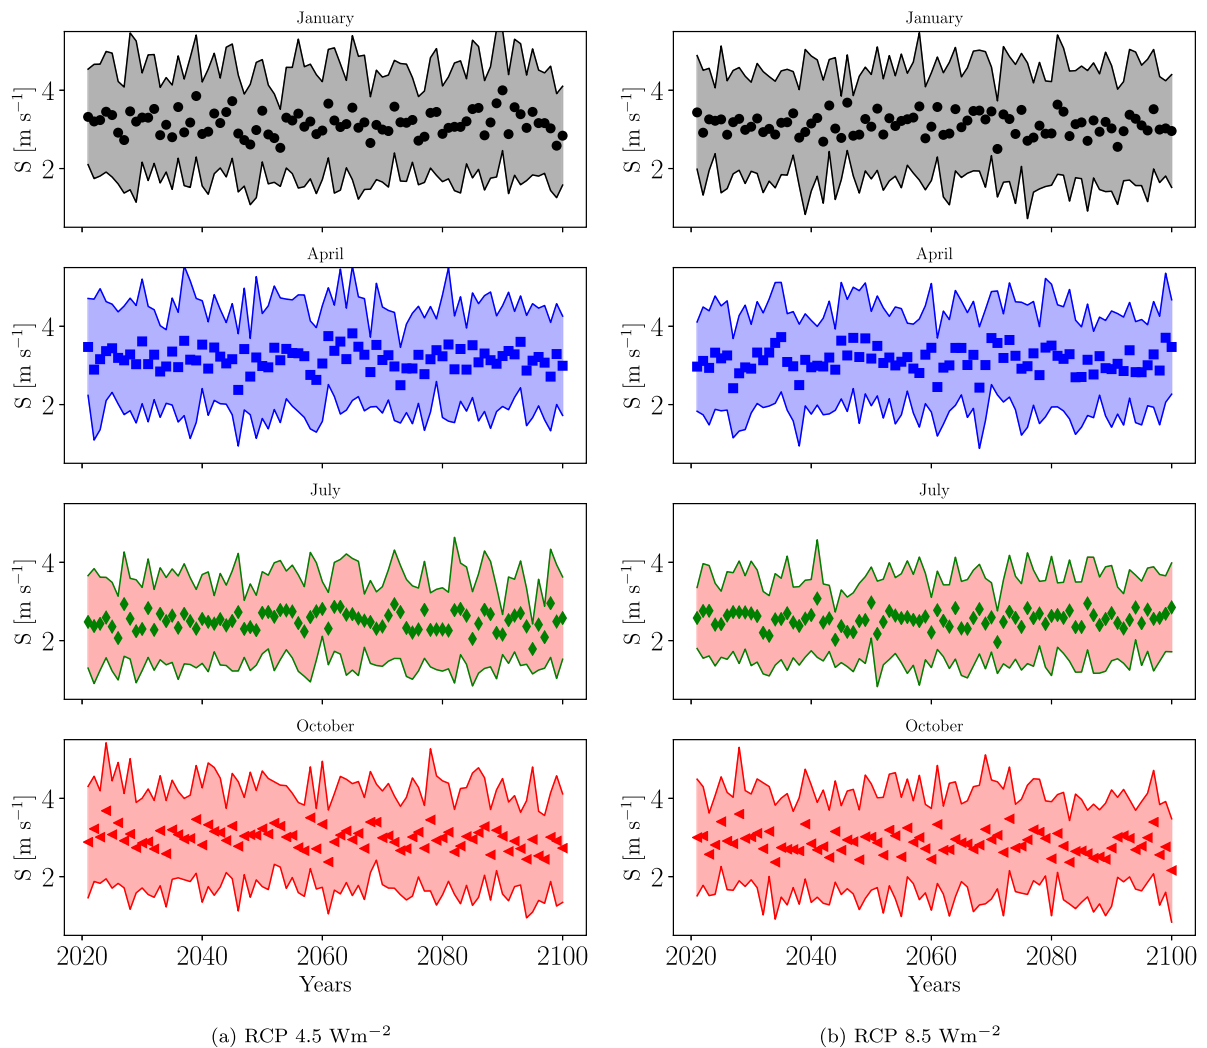 January
January
4
2
S [m s⁻¹]
4
2
S [m s⁻¹]
April
April
4
2
S [m s⁻¹]
4
2
S [m s⁻¹]
July
July
4
2
S [m s⁻¹]
4
2
S [m s⁻¹]
October
October
4
2
S [m s⁻¹]
4
2
S [m s⁻¹]
2020 2040 2060 2080 2100
2020 2040 2060 2080 2100
Years
Years
(a) RCP 4.5 Wm⁻²
(b) RCP 8.5 Wm⁻²